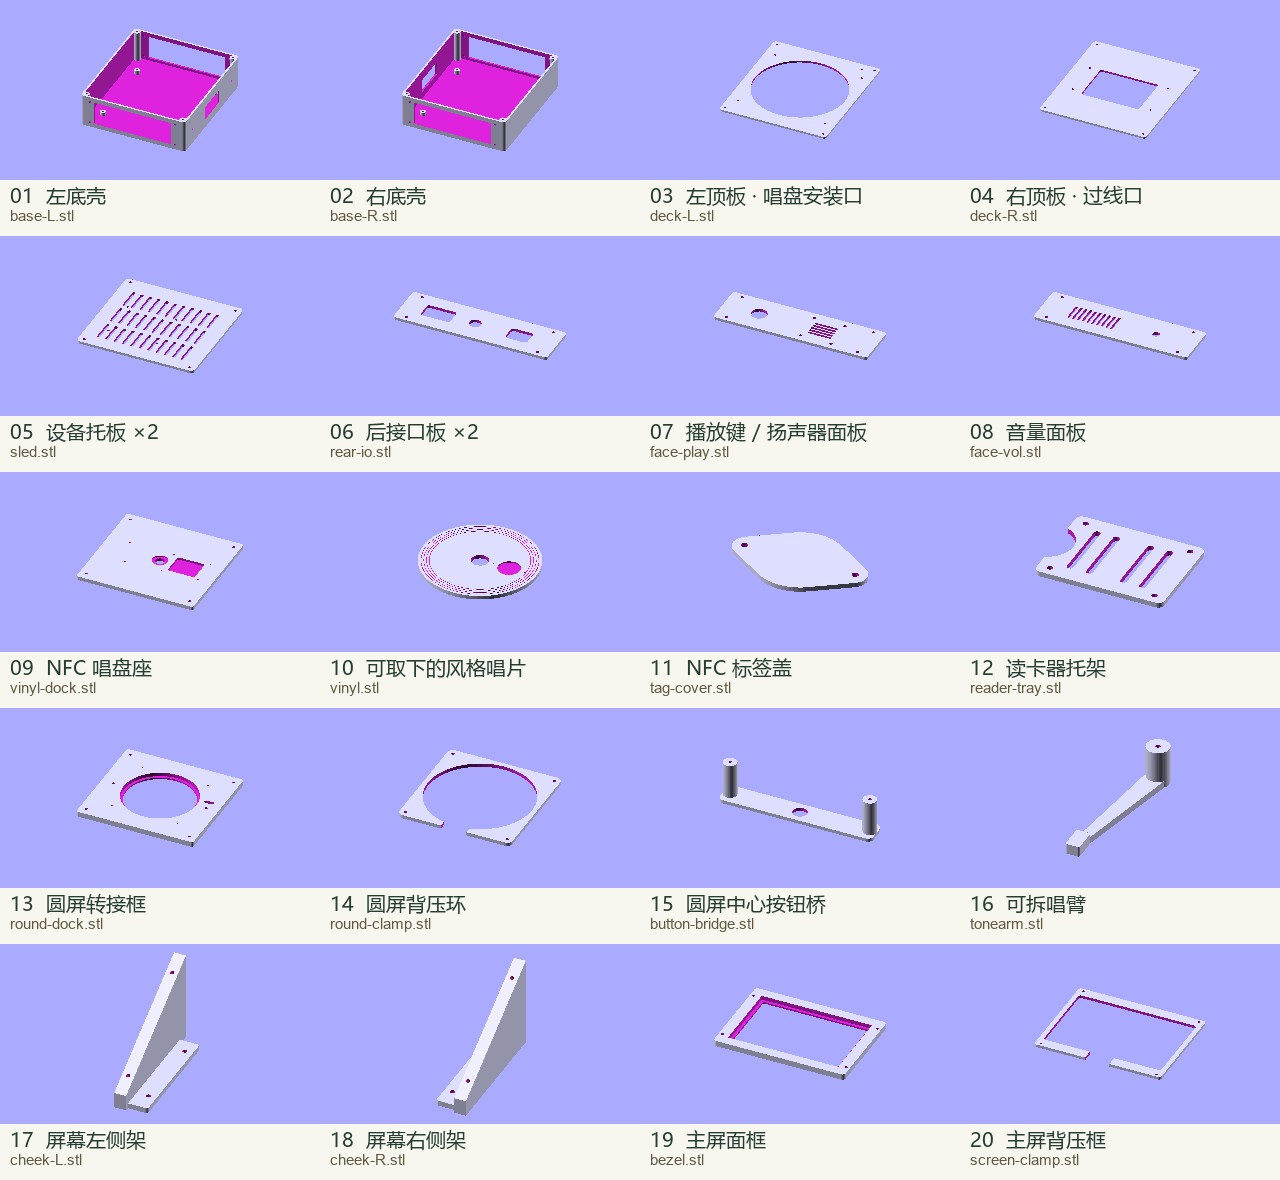 01 左底壳
base-L.stl
02 右底壳
base-R.stl
03 左顶板 · 唱盘安装口
deck-L.stl
04 右顶板 · 过线口
deck-R.stl
05 设备托板 ×2
sled.stl
06 后接口板 ×2
rear-io.stl
07 播放键 / 扬声器面板
face-play.stl
08 音量面板
face-vol.stl
09 NFC 唱盘座
vinyl-dock.stl
10 可取下的风格唱片
vinyl.stl
11 NFC 标签盖
tag-cover.stl
12 读卡器托架
reader-tray.stl
13 圆屏转接框
round-dock.stl
14 圆屏背压环
round-clamp.stl
15 圆屏中心按钮桥
button-bridge.stl
16 可拆唱臂
tonearm.stl
17 屏幕左侧架
cheek-L.stl
18 屏幕右侧架
cheek-R.stl
19 主屏面框
bezel.stl
20 主屏背压框
screen-clamp.stl